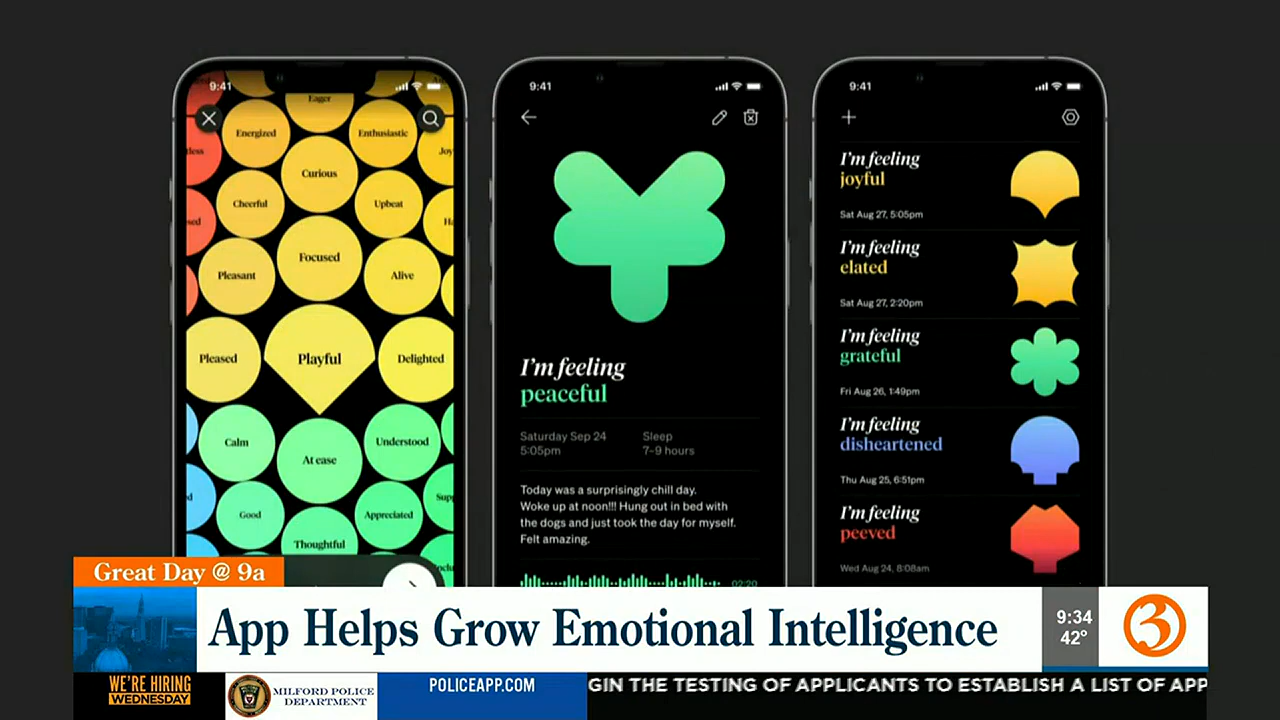 9:41
Eager
Energized
Enthusiastic
Curious
Cheerful
Upbeat
Focused
Pleasant
Alive
Pleased
Playful
Delighted
Calm
Understood
At ease
Good
Appreciated
Thoughtful
9:41
I'm feeling
peaceful
Saturday Sep 24
5:05pm
Sleep
7-9 hours
Today was a surprisingly chill day.
Woke up at noon!!! Hung out in bed with
the dogs and just took the day for myself.
Felt amazing.
02:20
9:41
I'm feeling
joyful
Sat Aug 27, 5:05pm
I'm feeling
elated
Sat Aug 27, 2:20pm
I'm feeling
grateful
Fri Aug 26, 1:49pm
I'm feeling
disheartened
Thu Aug 25, 6:51pm
I'm feeling
peeved
Wed Aug 24, 8:08am
Great Day @ 9a
App Helps Grow Emotional Intelligence
9:34
42°
3
WE'RE HIRING
WEDNESDAY
MILFORD POLICE
DEPARTMENT
POLICEAPP.COM
GIN THE TESTING OF APPLICANTS TO ESTABLISH A LIST OF APP